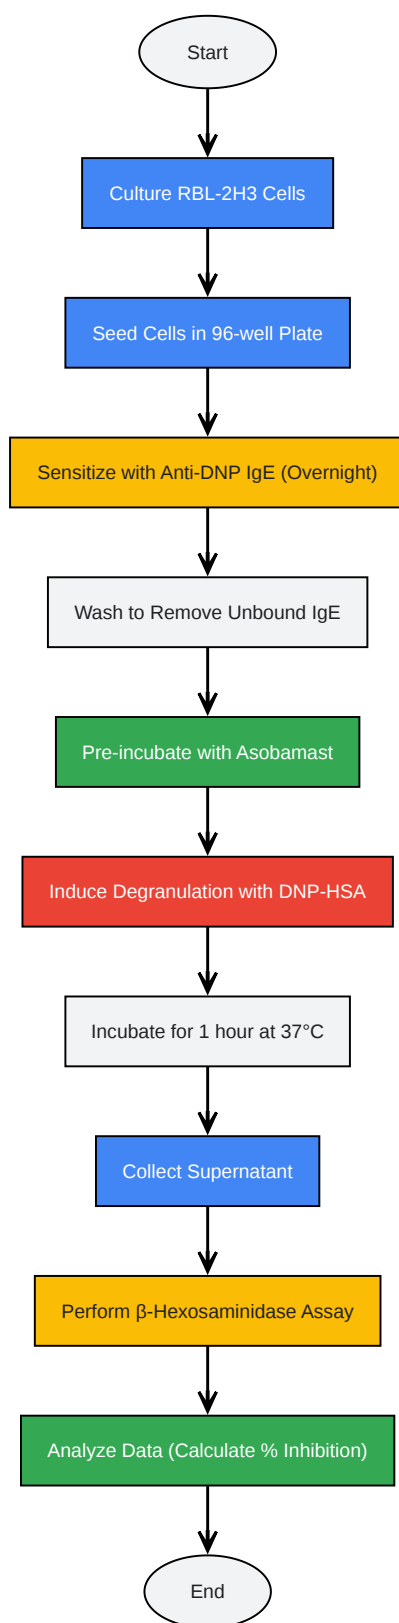 Start
Culture RBL-2H3 Cells
Seed Cells in 96-well Plate
Sensitize with Anti-DNP IgE (Overnight)
Wash to Remove Unbound IgE
Pre-incubate with Asobamast
Induce Degranulation with DNP-HSA
Incubate for 1 hour at 37°C
Collect Supernatant
Perform β-Hexosaminidase Assay
Analyze Data (Calculate % Inhibition)
End